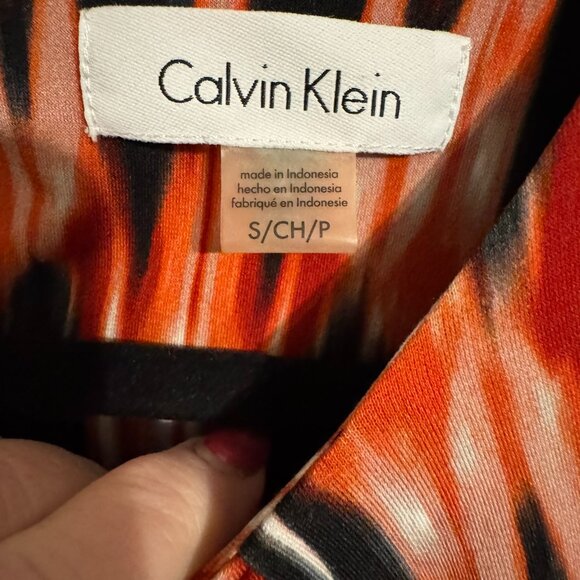 Calvin Klein
made in Indonesia
hecho en Indonesia
fabriqué en Indonesie
S/CH/P